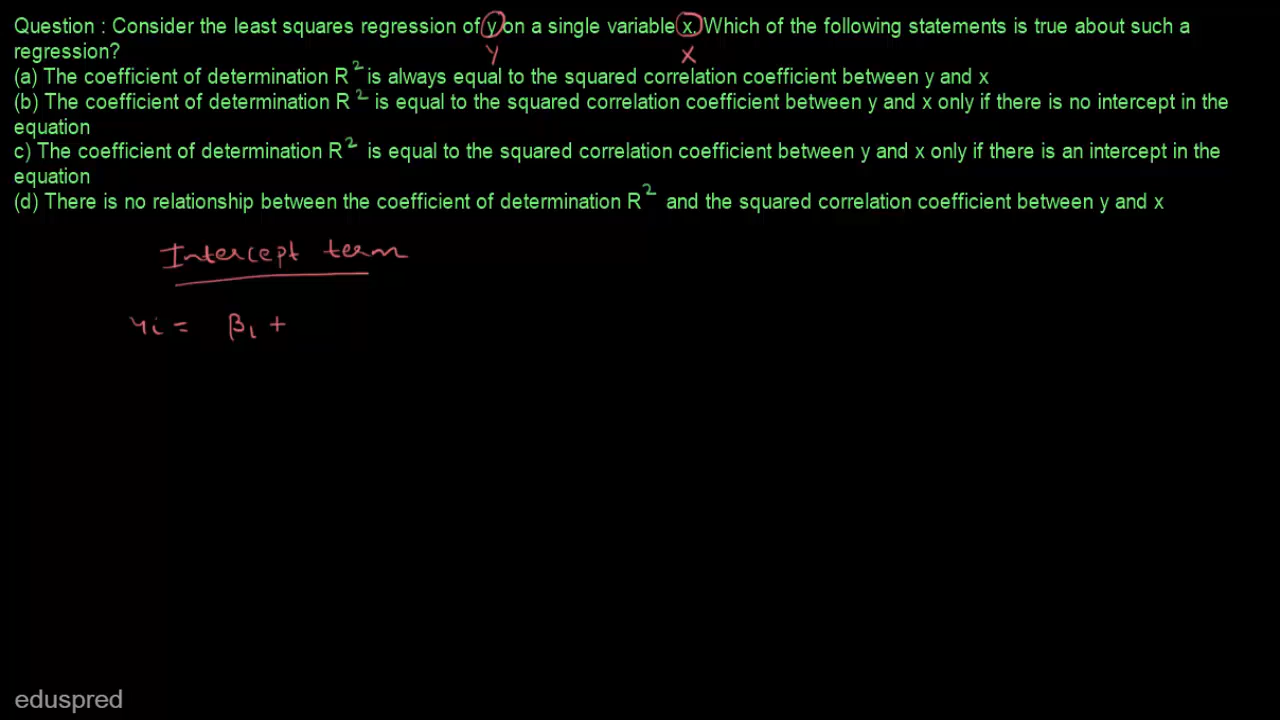 Question : Consider the least squares regression of y on a single variable x. Which of the following statements is true about such a
regression?
Y X
(a) The coefficient of determination R² is always equal to the squared correlation coefficient between y and x
(b) The coefficient of determination R² is equal to the squared correlation coefficient between y and x only if there is no intercept in the
equation
c) The coefficient of determination R² is equal to the squared correlation coefficient between y and x only if there is an intercept in the
equation
(d) There is no relationship between the coefficient of determination R² and the squared correlation coefficient between y and x
Intercept term
Yi = β₁ +
eduspred